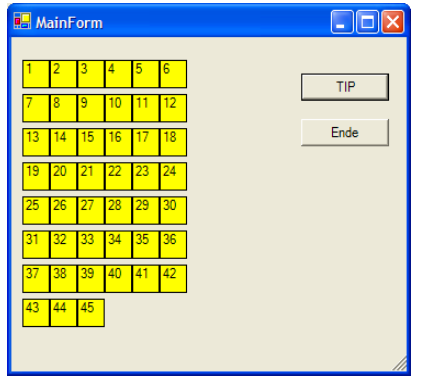 MainForm
1 2 3 4 5 6
TIP
7 8 9 10 11 12
Ende
13 14 15 16 17 18
19 20 21 22 23 24
25 26 27 28 29 30
31 32 33 34 35 36
37 38 39 40 41 42
43 44 45